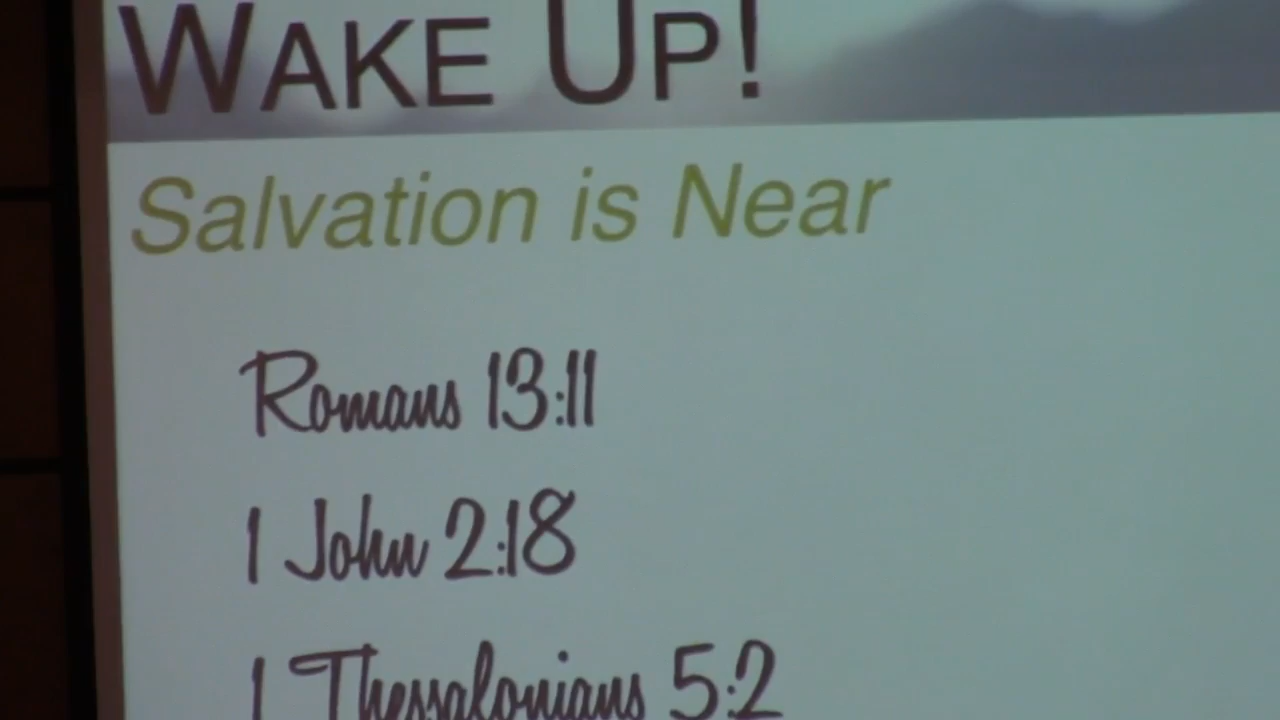 WAKE UP!
Salvation is Near
Romans 13:11
1 John 2:18
1 Thessalonians 5:2